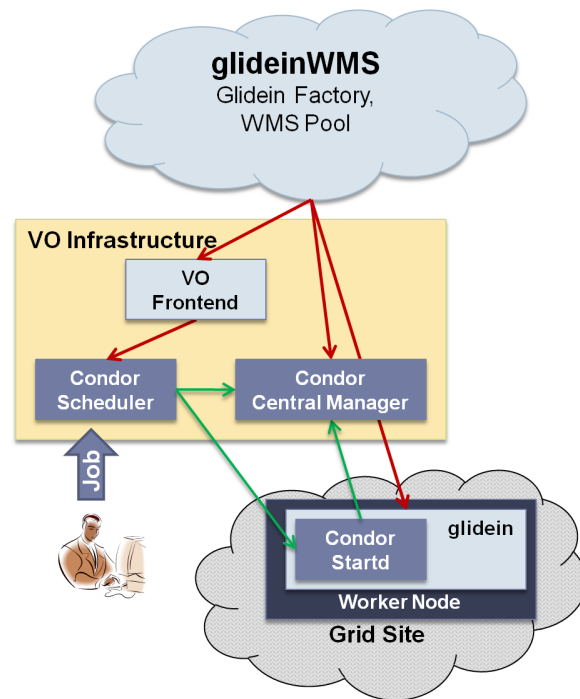 glideinWMS
Glidein Factory,
WMS Pool
VO Infrastructure
VO
Frontend
Condor
Scheduler
Condor
Central Manager
Job
glidein
Condor
Startd
Worker Node
Grid Site